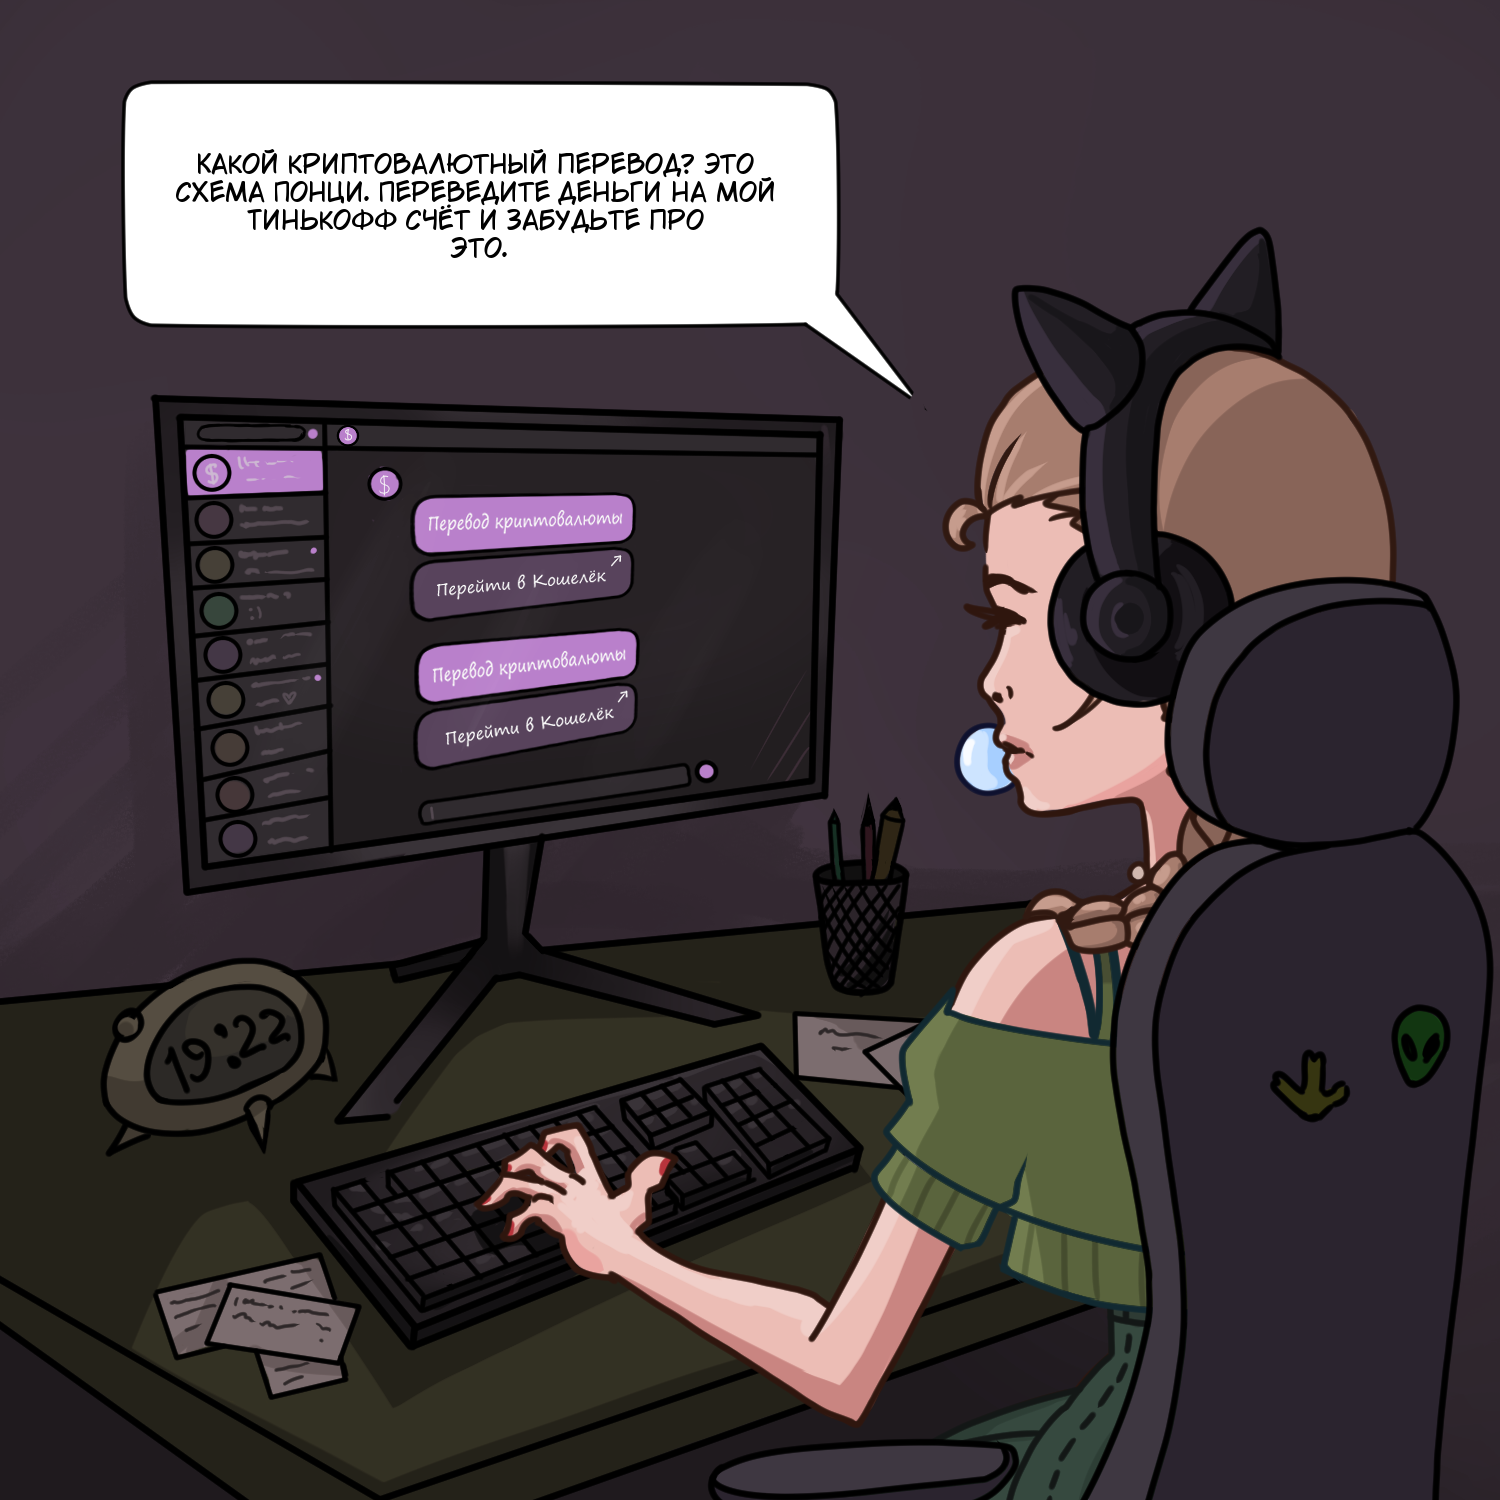 КАКОЙ КРИПТОВАЛЮТНЫЙ ПЕРЕВОД? ЭТО
СХЕМА ПОНЦИ. ПЕРЕВЕДИТЕ ДЕНЬГИ НА МОЙ
ТИНЬКОФФ СЧЁТ И ЗАБУДЬТЕ ПРО
ЭТО.
$
$
$
Перевод криптовалюты
Перейти в Кошелёк
:)
Перевод криптовалюты
Перейти в Кошелёк
19:22